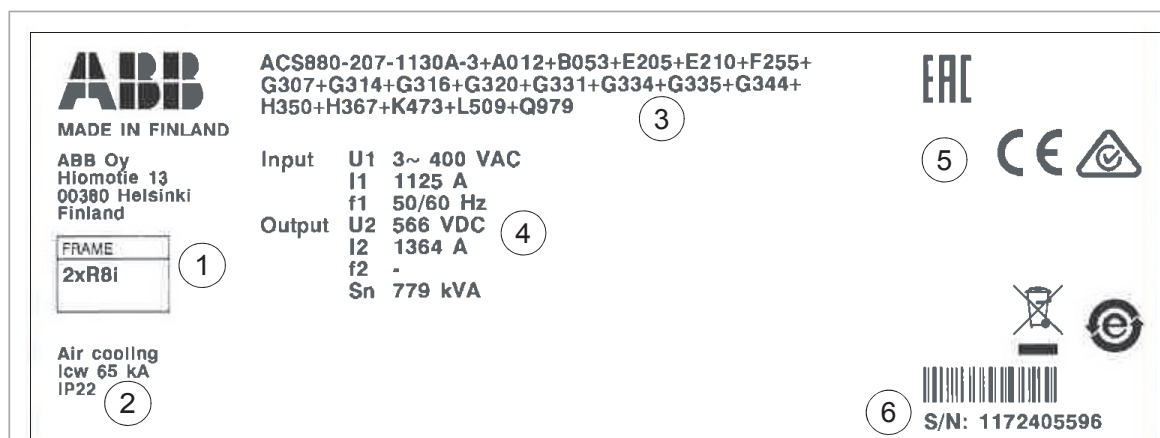 ABB
MADE IN FINLAND
ABB Oy
Hiomotie 13
00380 Helsinki
Finland
FRAME
2xR8i
1
Air cooling
Icw 65 kA
IP22
2
ACS880-207-1130A-3+A012+B053+E205+E210+F255+
G307+G314+G316+G320+G331+G334+G335+G344+
H350+H367+K473+L509+Q979
3
Input U1 3~ 400 VAC
I1 1125 A
f1 50/60 Hz
Output U2 566 VDC
I2 1364 A
f2 -
Sn 779 kVA
4
EAC
5
CE
e
6
S/N: 1172405596